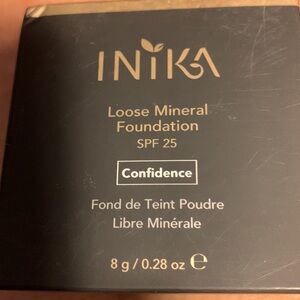 INIKA
Loose Mineral
Foundation
SPF 25
Confidence
Fond de Teint Poudre
Libre Minérale
8 g / 0.28 oz ℮